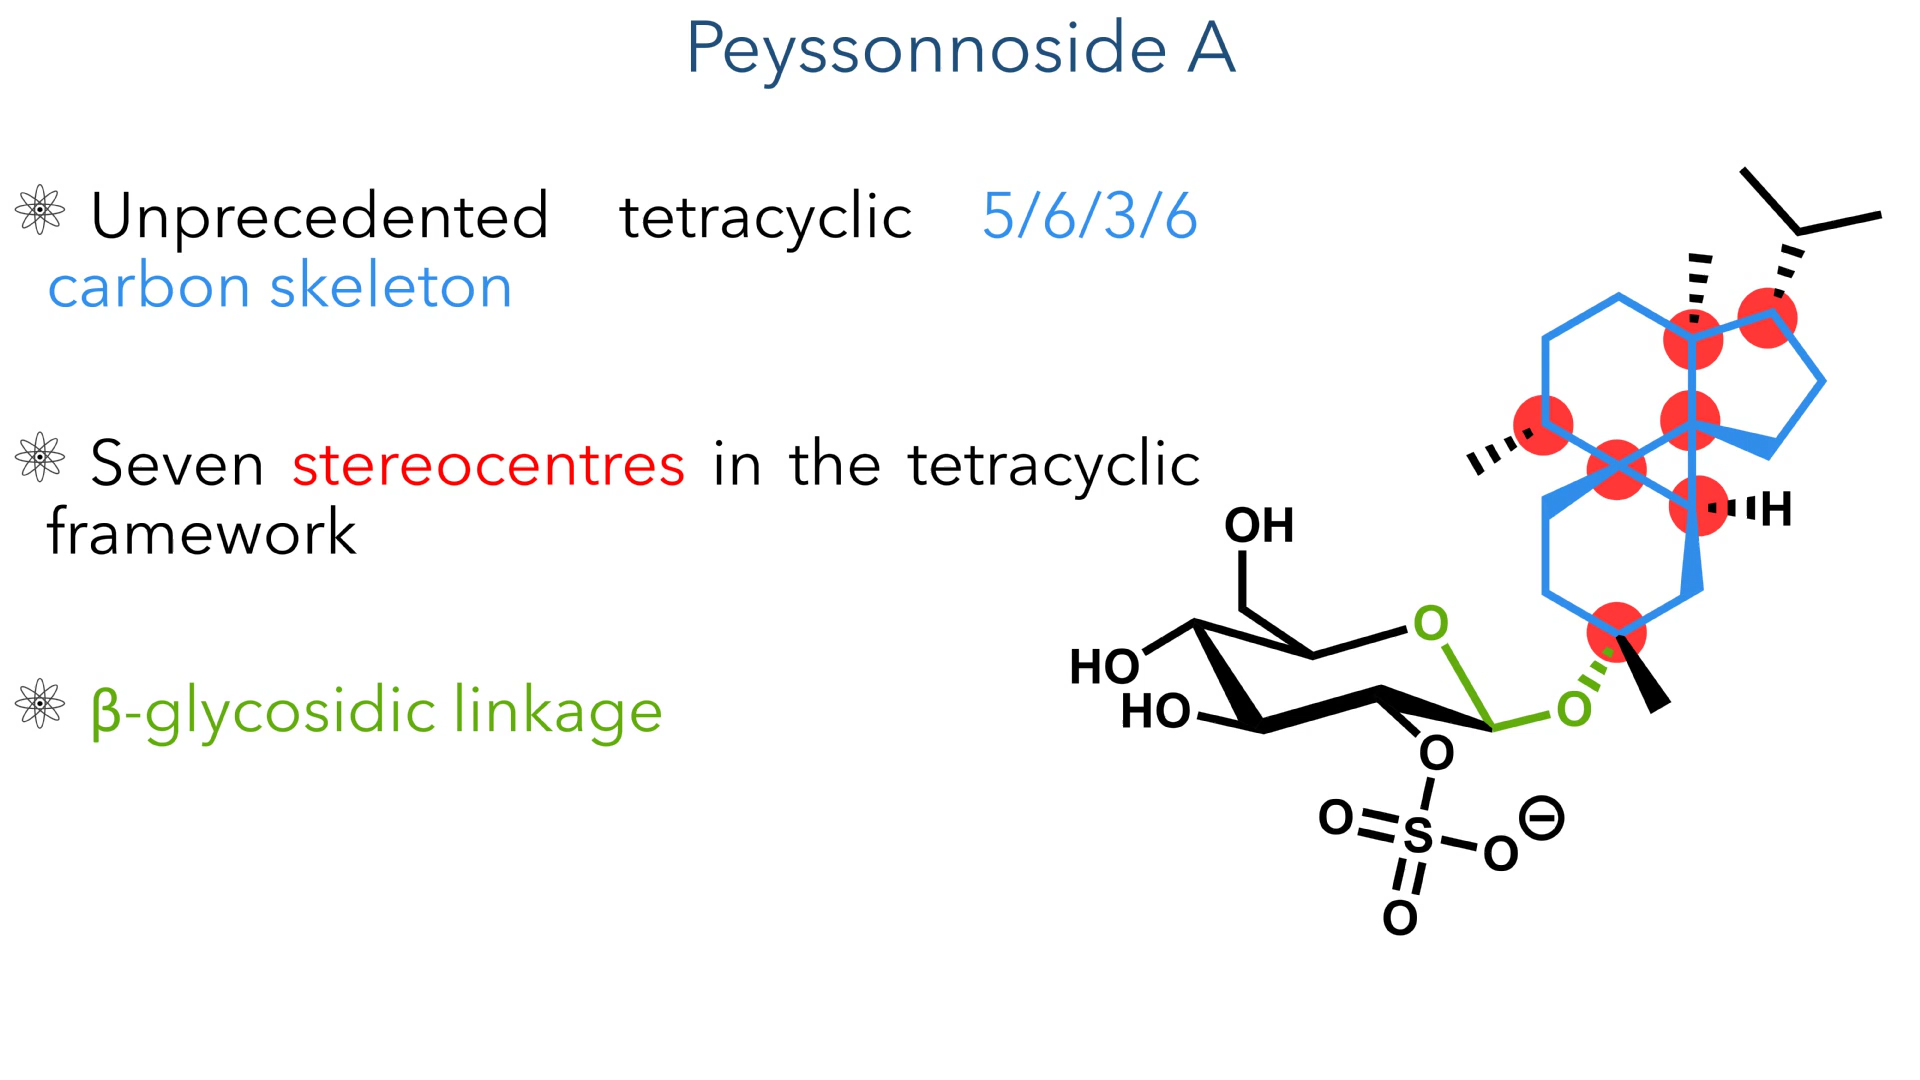 Peyssonnoside A
Unprecedented tetracyclic 5/6/3/6
carbon skeleton
Seven stereocentres in the tetracyclic
framework
β-glycosidic linkage
H
OH
O
HO
HO
O
O
O
S
O
⊖
O